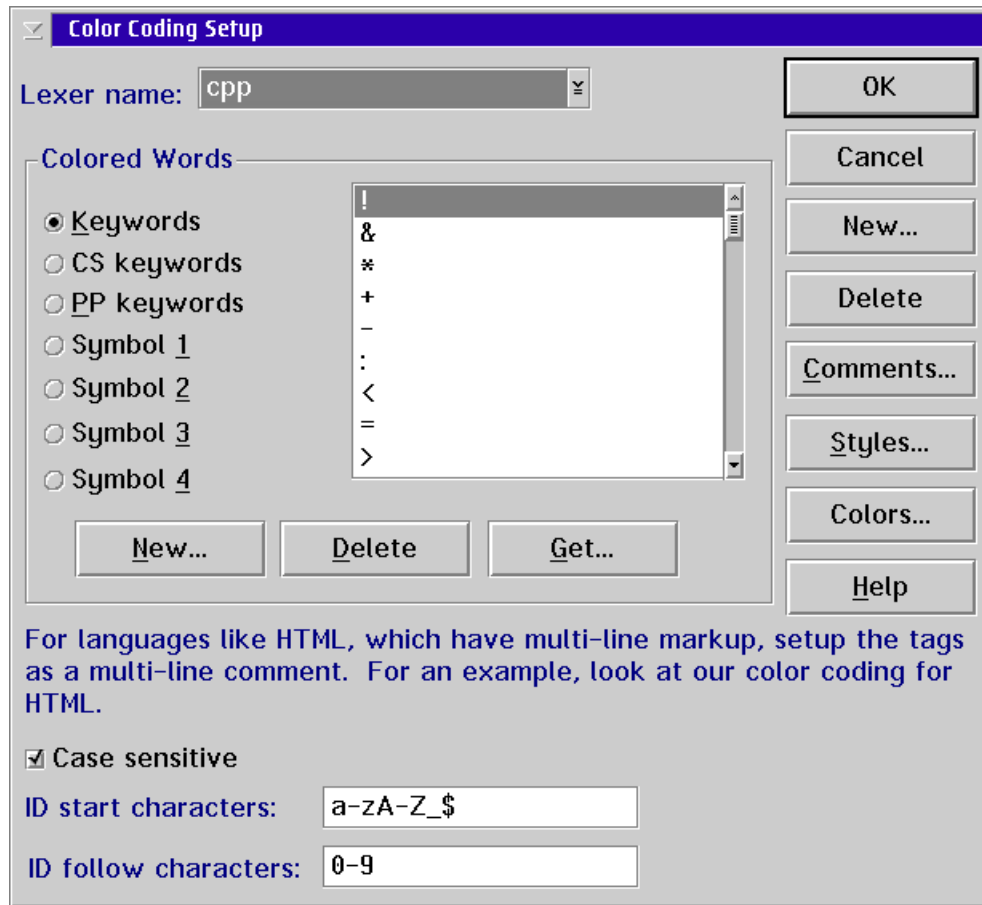 Color Coding Setup
Lexer name: cpp
OK
Cancel
New...
Delete
Comments...
Styles...
Colors...
Help
Colored Words
Keywords
CS keywords
PP keywords
Symbol 1
Symbol 2
Symbol 3
Symbol 4
!
&
*
+
-
:
<
=
>
New...
Delete
Get...
For languages like HTML, which have multi-line markup, setup the tags
as a multi-line comment. For an example, look at our color coding for
HTML.
Case sensitive
ID start characters: a-zA-Z_$
ID follow characters: 0-9